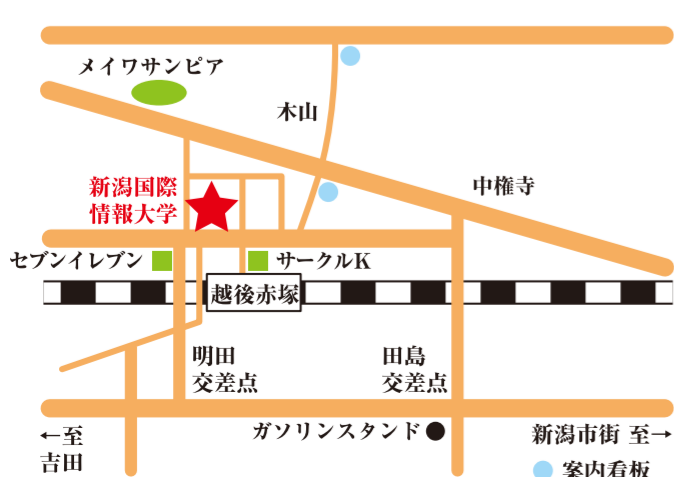 メイワサンピア
木山
新潟国際
情報大学
中権寺
セブンイレブン
サークルK
越後赤塚
明田
交差点
田島
交差点
ガソリンスタンド
←至
吉田
新潟市街 至→
案内看板